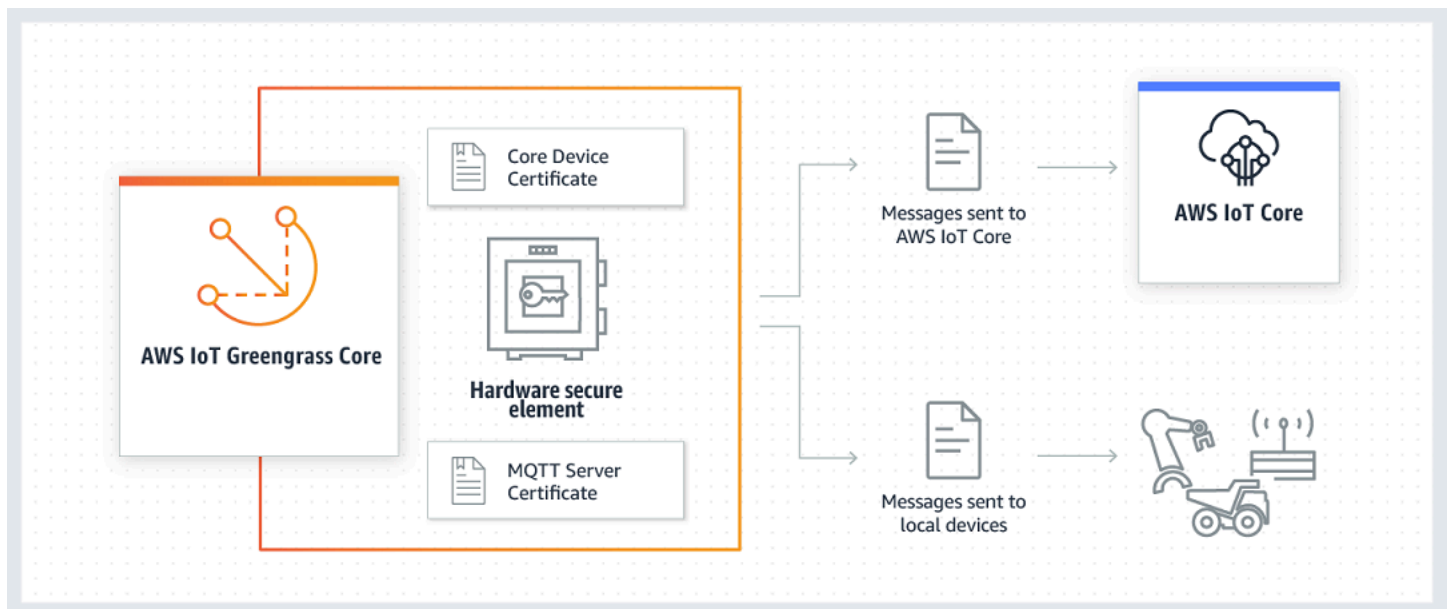 AWS IoT Greengrass Core
Core Device
Certificate
Hardware secure
element
MQTT Server
Certificate
Messages sent to
AWS IoT Core
AWS IoT Core
Messages sent to
local devices